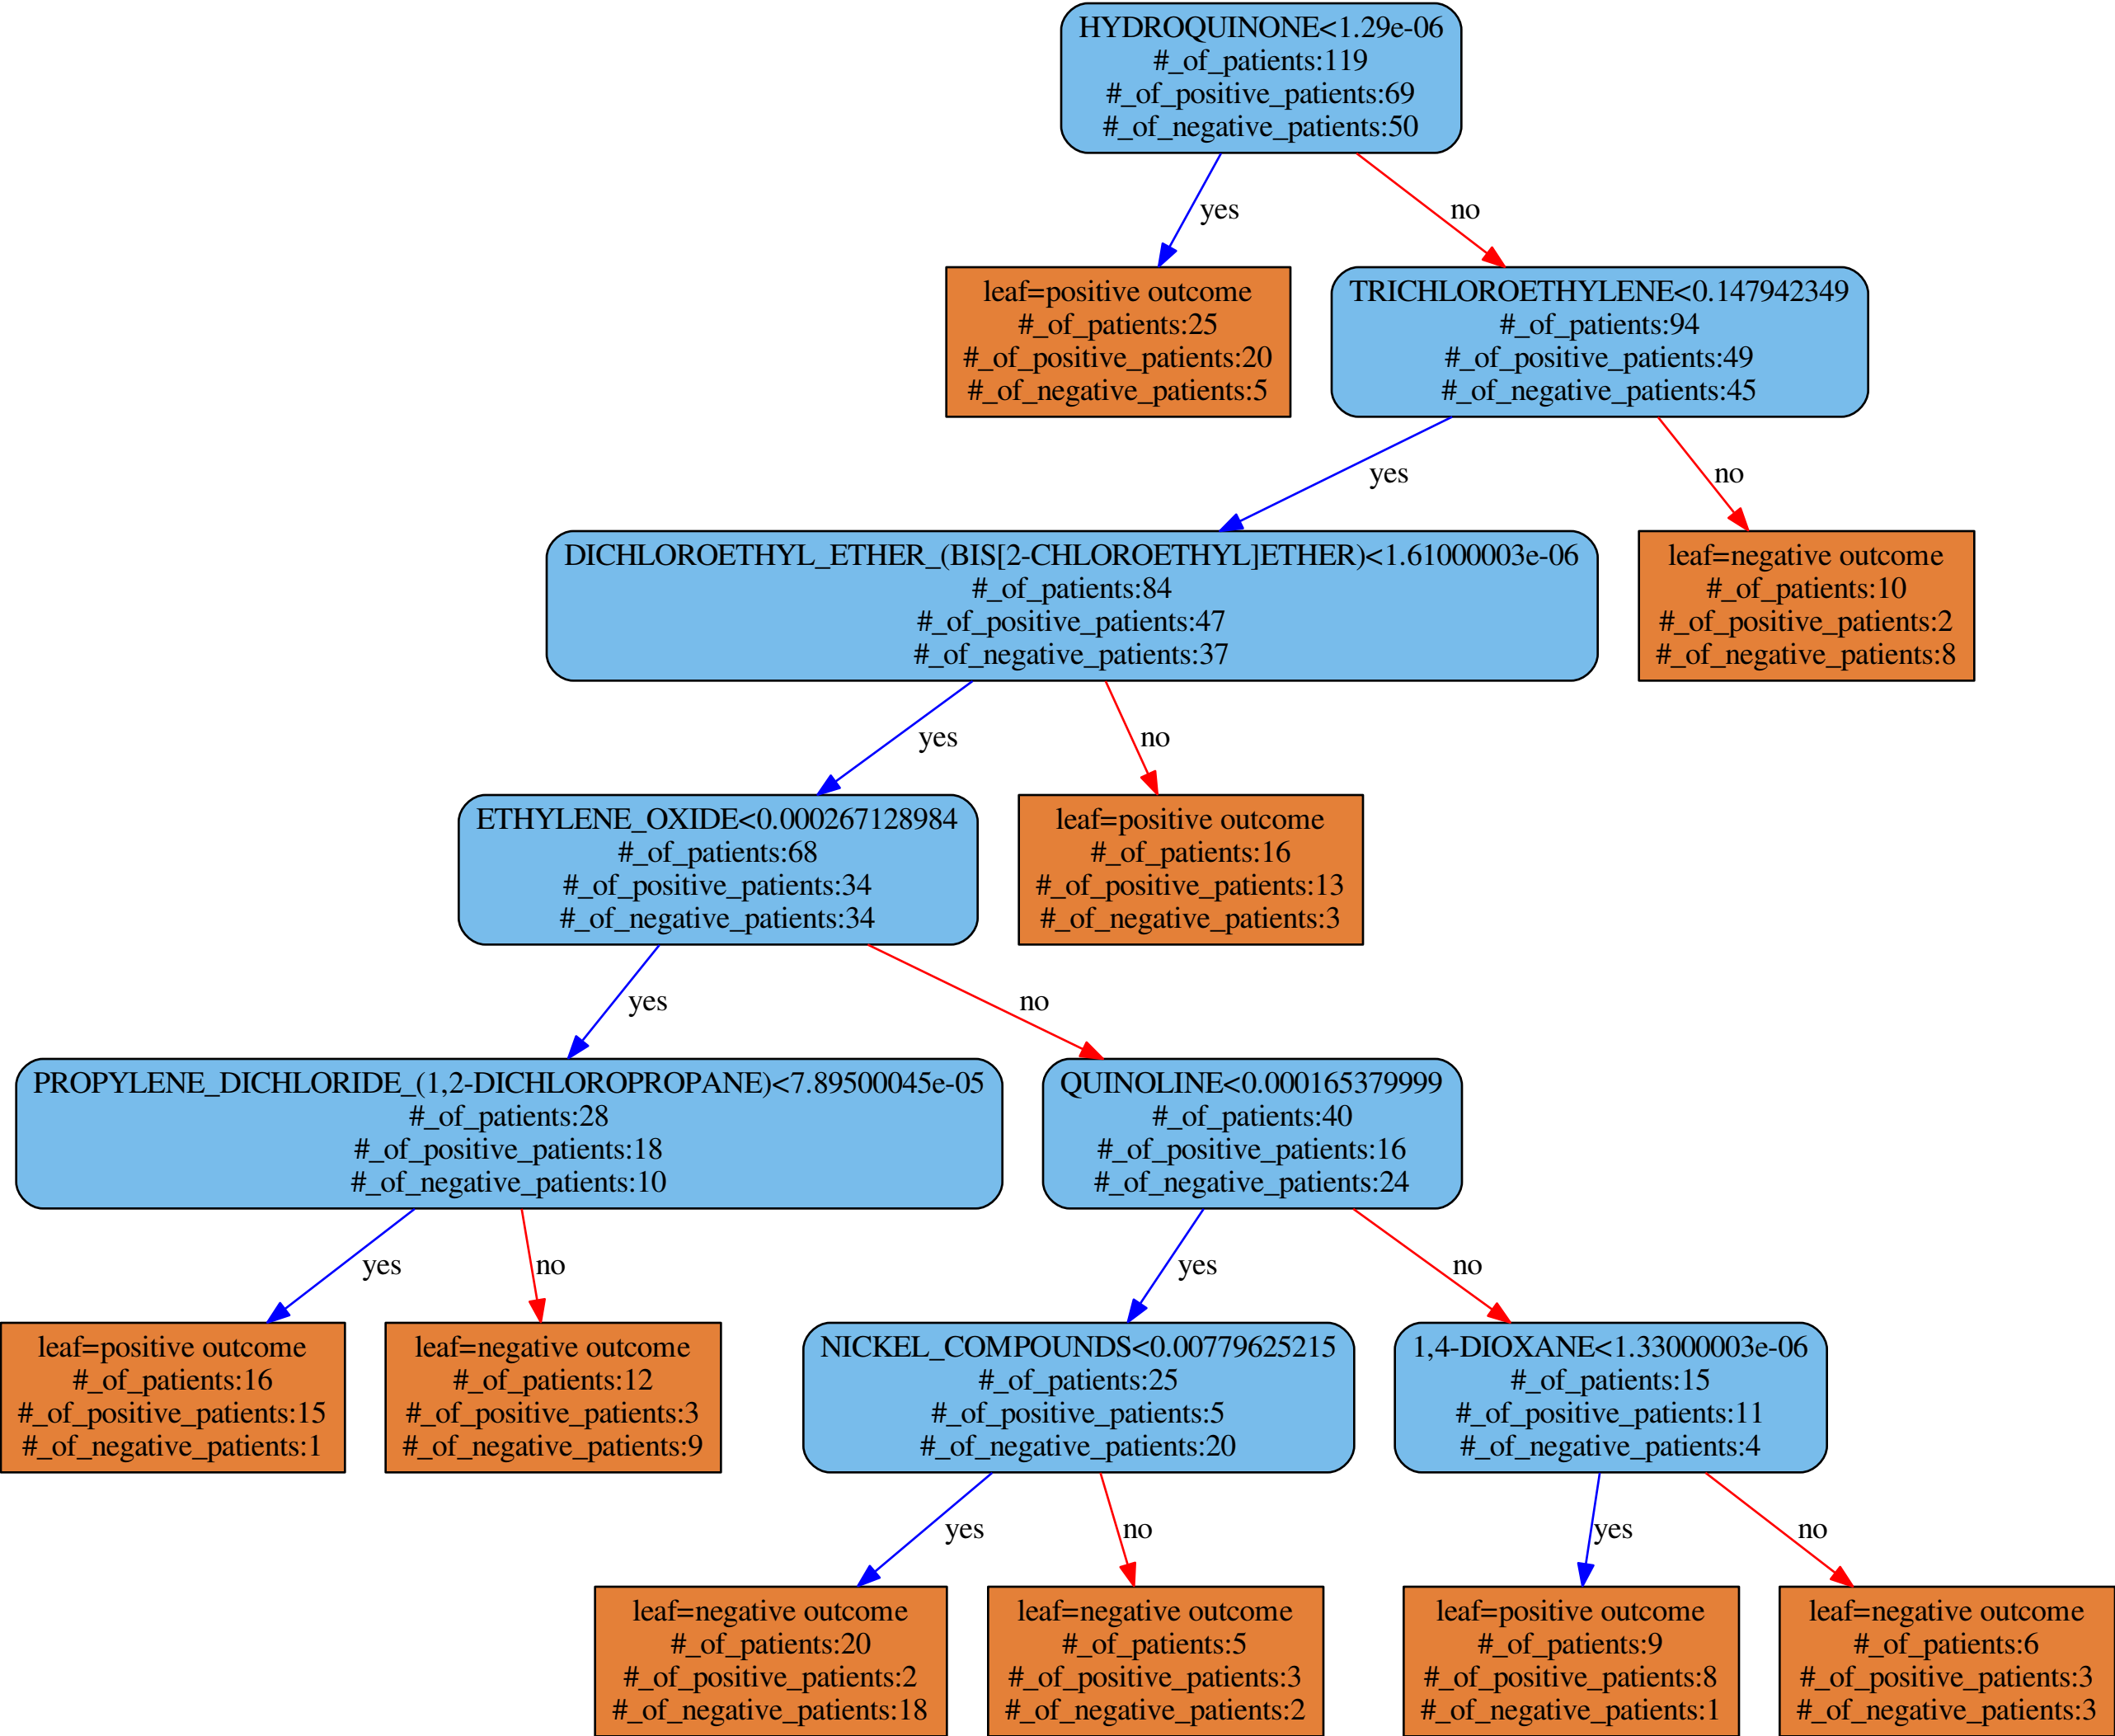 HYDROQUINONE<1.29e-06
#_of_patients:119
#_of_positive_patients:69
#_of_negative_patients:50
yes
no
leaf=positive outcome
#_of_patients:25
#_of_positive_patients:20
#_of_negative_patients:5
TRICHLOROETHYLENE<0.147942349
#_of_patients:94
#_of_positive_patients:49
#_of_negative_patients:45
yes
no
DICHLOROETHYL_ETHER_(BIS[2-CHLOROETHYL]ETHER)<1.61000003e-06
#_of_patients:84
#_of_positive_patients:47
#_of_negative_patients:37
leaf=negative outcome
#_of_patients:10
#_of_positive_patients:2
#_of_negative_patients:8
yes
no
ETHYLENE_OXIDE<0.000267128984
#_of_patients:68
#_of_positive_patients:34
#_of_negative_patients:34
leaf=positive outcome
#_of_patients:16
#_of_positive_patients:13
#_of_negative_patients:3
yes
no
PROPYLENE_DICHLORIDE_(1,2-DICHLOROPROPANE)<7.89500045e-05
#_of_patients:28
#_of_positive_patients:18
#_of_negative_patients:10
QUINOLINE<0.000165379999
#_of_patients:40
#_of_positive_patients:16
#_of_negative_patients:24
yes
no
yes
no
leaf=positive outcome
#_of_patients:16
#_of_positive_patients:15
#_of_negative_patients:1
leaf=negative outcome
#_of_patients:12
#_of_positive_patients:3
#_of_negative_patients:9
NICKEL_COMPOUNDS<0.00779625215
#_of_patients:25
#_of_positive_patients:5
#_of_negative_patients:20
1,4-DIOXANE<1.33000003e-06
#_of_patients:15
#_of_positive_patients:11
#_of_negative_patients:4
yes
no
yes
no
leaf=negative outcome
#_of_patients:20
#_of_positive_patients:2
#_of_negative_patients:18
leaf=negative outcome
#_of_patients:5
#_of_positive_patients:3
#_of_negative_patients:2
leaf=positive outcome
#_of_patients:9
#_of_positive_patients:8
#_of_negative_patients:1
leaf=negative outcome
#_of_patients:6
#_of_positive_patients:3
#_of_negative_patients:3